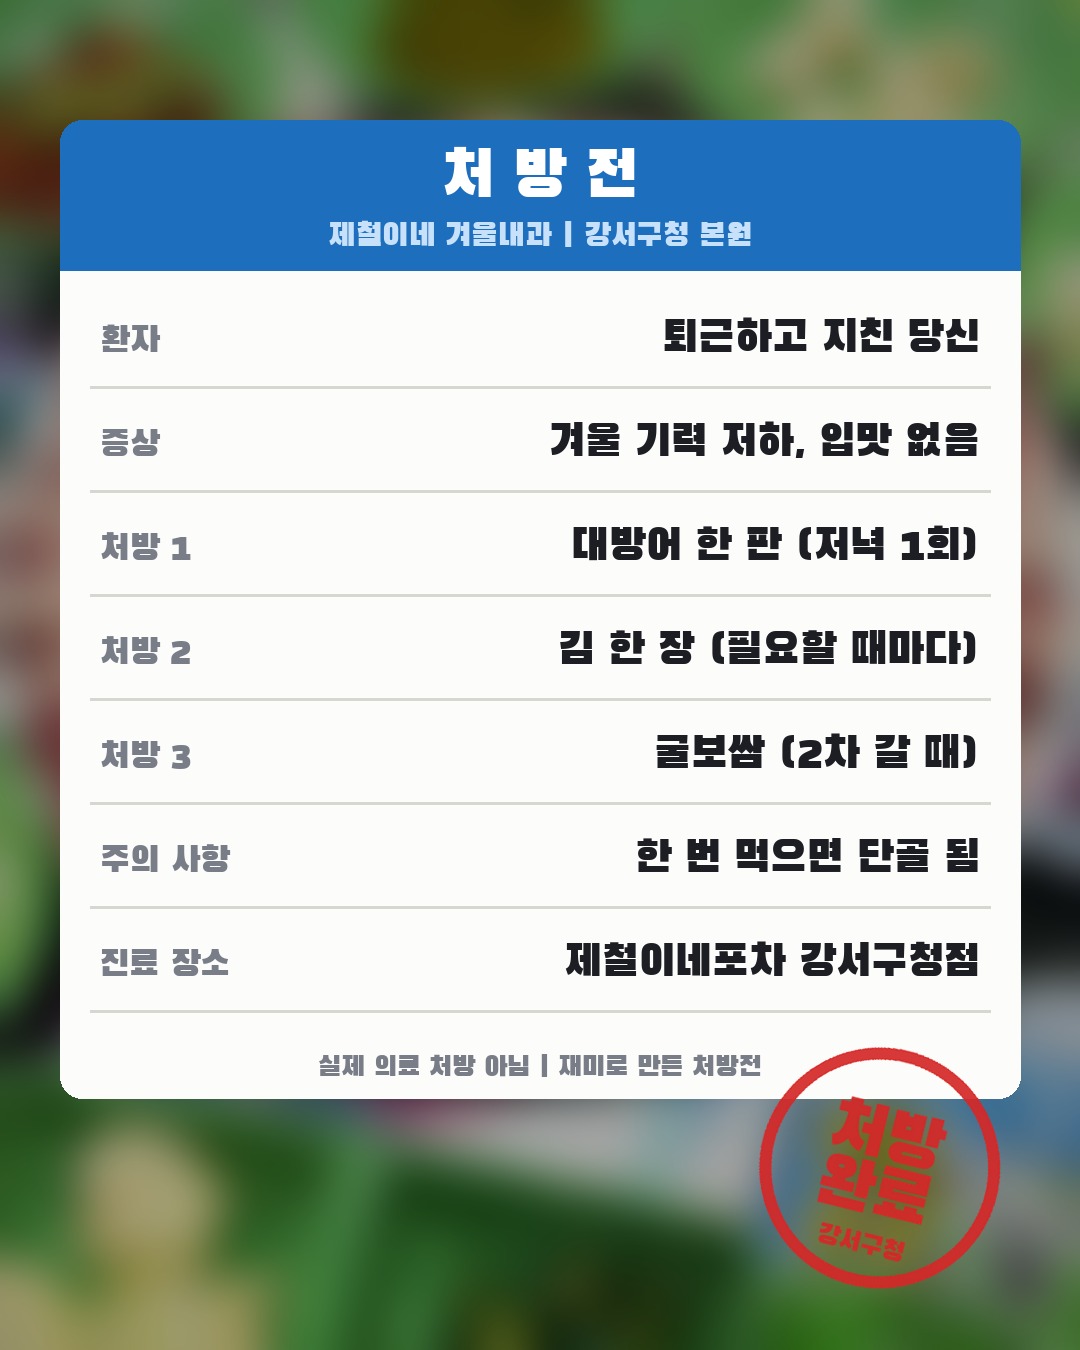 처방전
제철이네 겨울내과 | 강서구청 본원
환자 퇴근하고 지친 당신
증상 겨울 기력 저하, 입맛 없음
처방 1 대방어 한 판 (저녁 1회)
처방 2 김 한 장 (필요할 때마다)
처방 3 굴보쌈 (2차 갈 때)
주의 사항 한 번 먹으면 단골 됨
진료 장소 제철이네포차 강서구청점
실제 의료 처방 아님 | 재미로 만든 처방전
처방
완료
강서구청